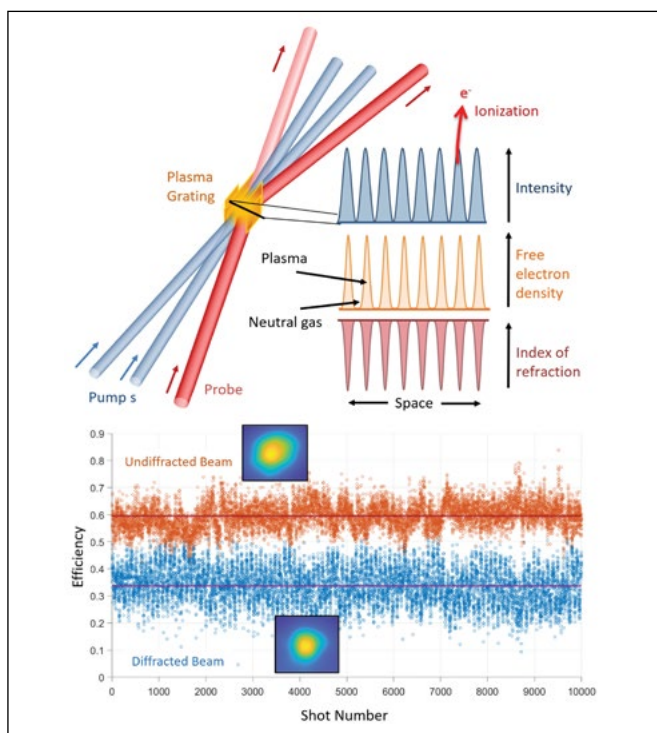 e-
Ionization
Plasma
Grating
Intensity
Plasma
Free
electron
density
Neutral gas
Index of
refraction
Space
Pump s
Probe
0.9
0.8
0.7
0.6
0.5
0.4
0.3
0.2
0.1
0
Efficiency
Undiffracted Beam
Diffracted Beam
0
1000
2000
3000
4000
5000
6000
7000
8000
9000
10000
Shot Number